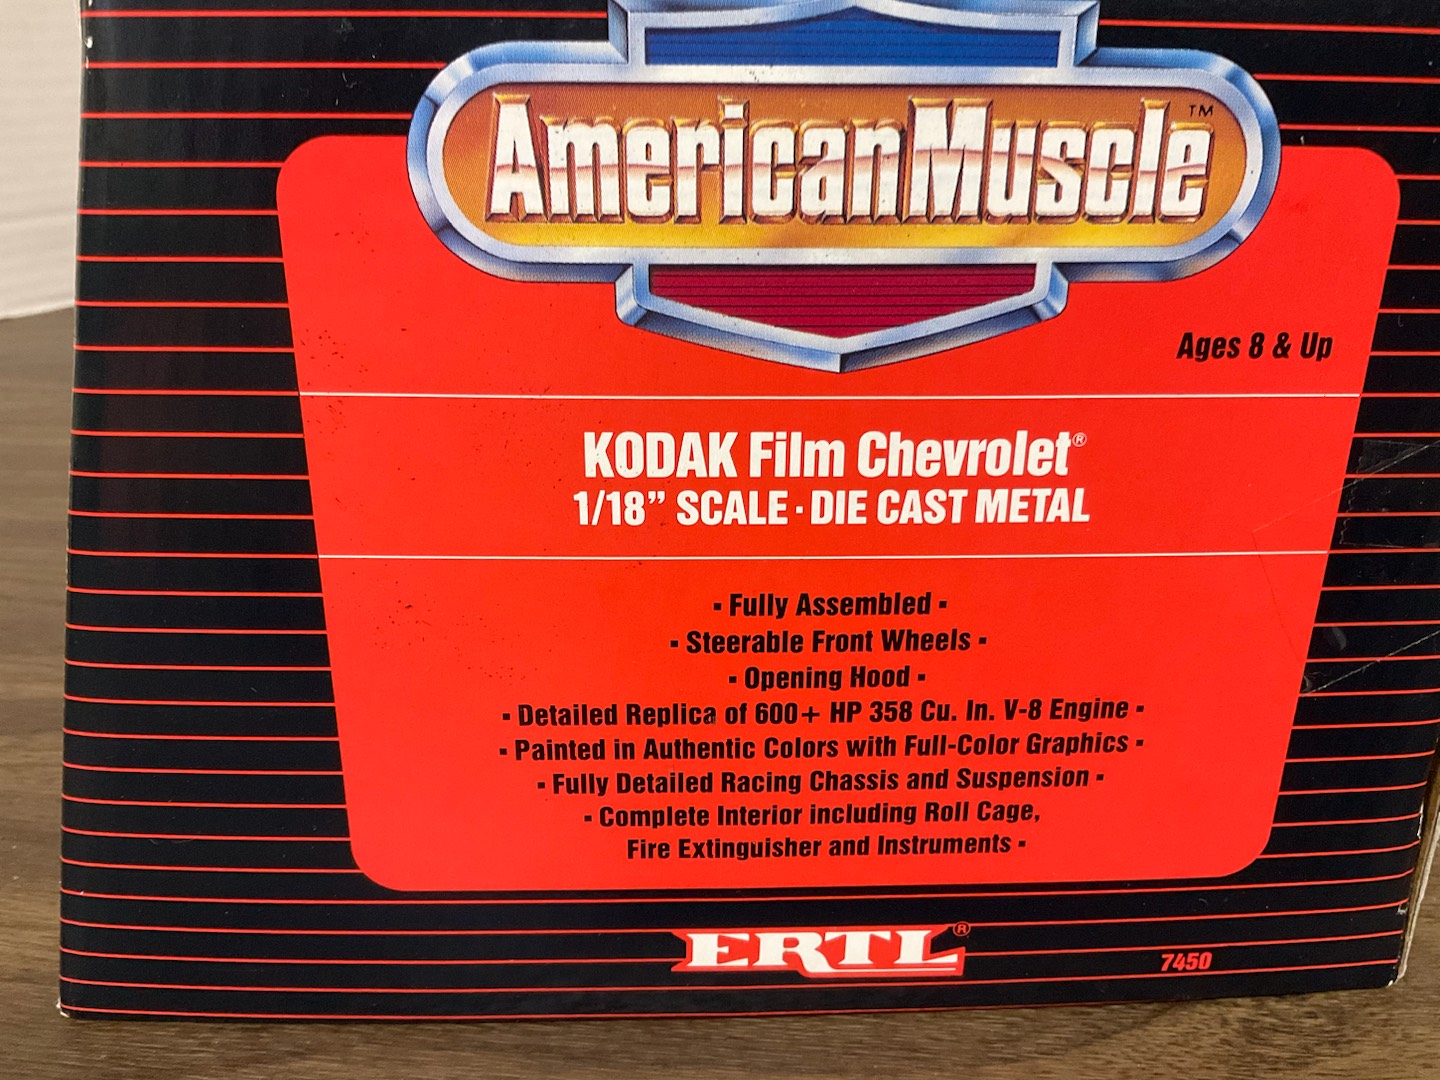 AmericanMuscle™
Ages 8 & Up
KODAK Film Chevrolet®
1/18” SCALE · DIE CAST METAL
▪ Fully Assembled ▪
▪ Steerable Front Wheels ▪
▪ Opening Hood ▪
▪ Detailed Replica of 600+ HP 358 Cu. In. V-8 Engine ▪
▪ Painted in Authentic Colors with Full-Color Graphics ▪
▪ Fully Detailed Racing Chassis and Suspension ▪
▪ Complete Interior including Roll Cage,
Fire Extinguisher and Instruments ▪
ERTL®
7450